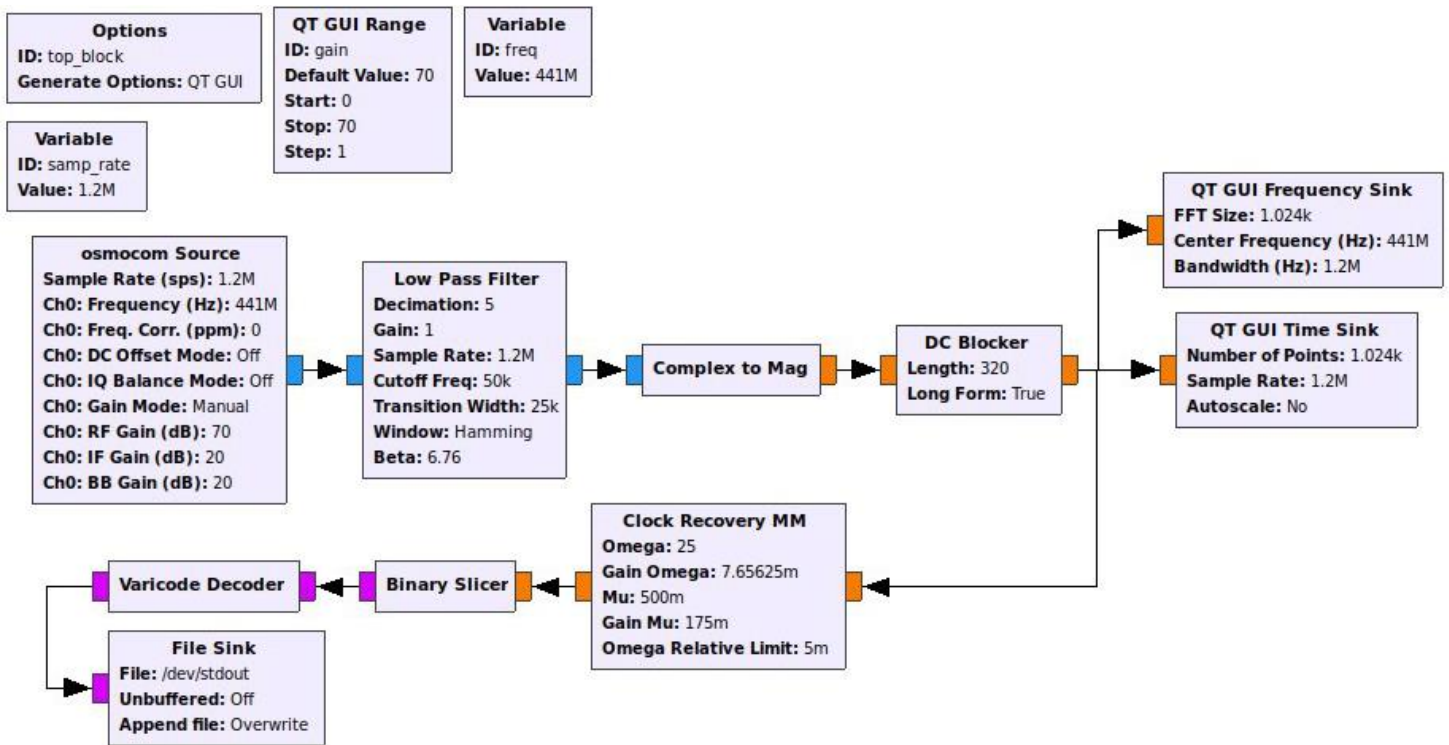 Options
ID: top_block
Generate Options: QT GUI
QT GUI Range
ID: gain
Default Value: 70
Start: 0
Stop: 70
Step: 1
Variable
ID: freq
Value: 441M
Variable
ID: samp_rate
Value: 1.2M
osmocom Source
Sample Rate (sps): 1.2M
Ch0: Frequency (Hz): 441M
Ch0: Freq. Corr. (ppm): 0
Ch0: DC Offset Mode: Off
Ch0: IQ Balance Mode: Off
Ch0: Gain Mode: Manual
Ch0: RF Gain (dB): 70
Ch0: IF Gain (dB): 20
Ch0: BB Gain (dB): 20
Low Pass Filter
Decimation: 5
Gain: 1
Sample Rate: 1.2M
Cutoff Freq: 50k
Transition Width: 25k
Window: Hamming
Beta: 6.76
Complex to Mag
DC Blocker
Length: 320
Long Form: True
QT GUI Frequency Sink
FFT Size: 1.024k
Center Frequency (Hz): 441M
Bandwidth (Hz): 1.2M
QT GUI Time Sink
Number of Points: 1.024k
Sample Rate: 1.2M
Autoscale: No
Clock Recovery MM
Omega: 25
Gain Omega: 7.65625m
Mu: 500m
Gain Mu: 175m
Omega Relative Limit: 5m
Binary Slicer
Varicode Decoder
File Sink
File: /dev/stdout
Unbuffered: Off
Append file: Overwrite